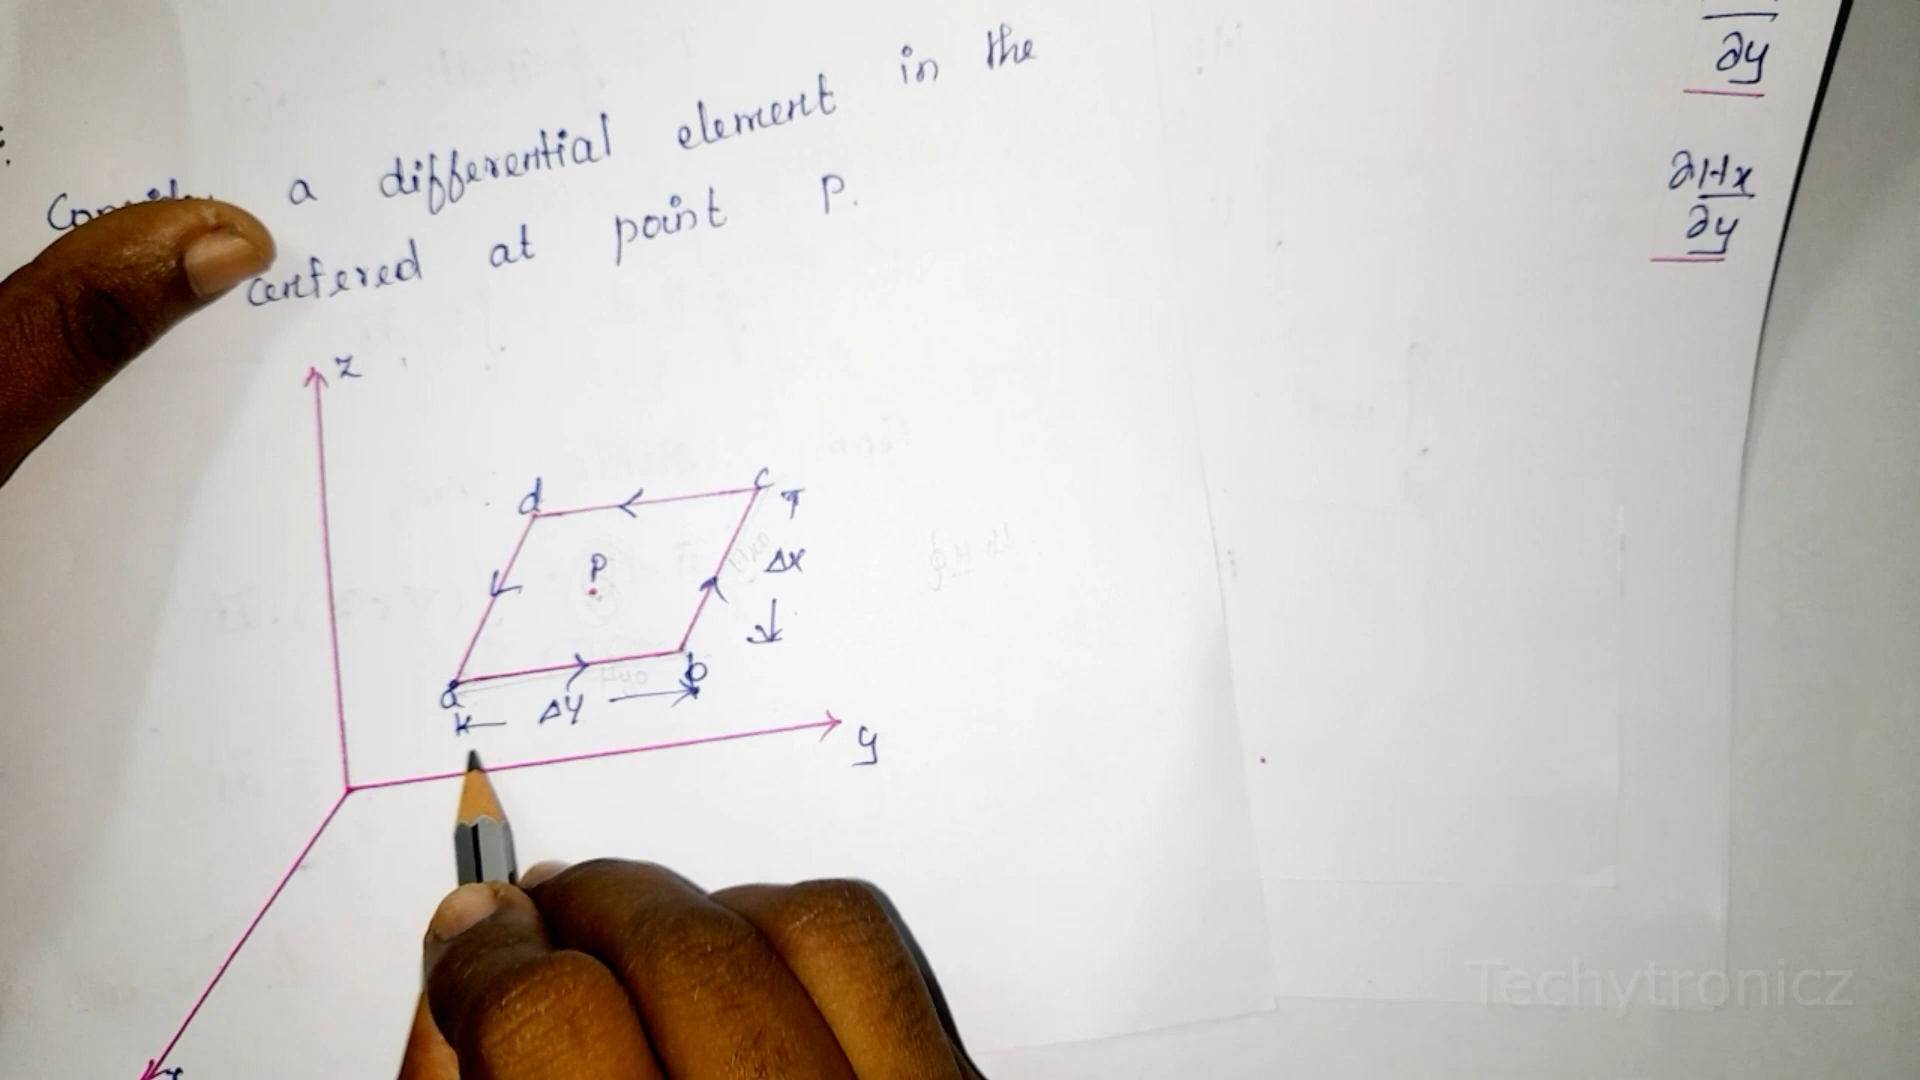 a differential element in the
centered at point P.
z
d
c
P
Δx
a
b
Δy
y
∂y
∂Hx
∂y
Techytronicz